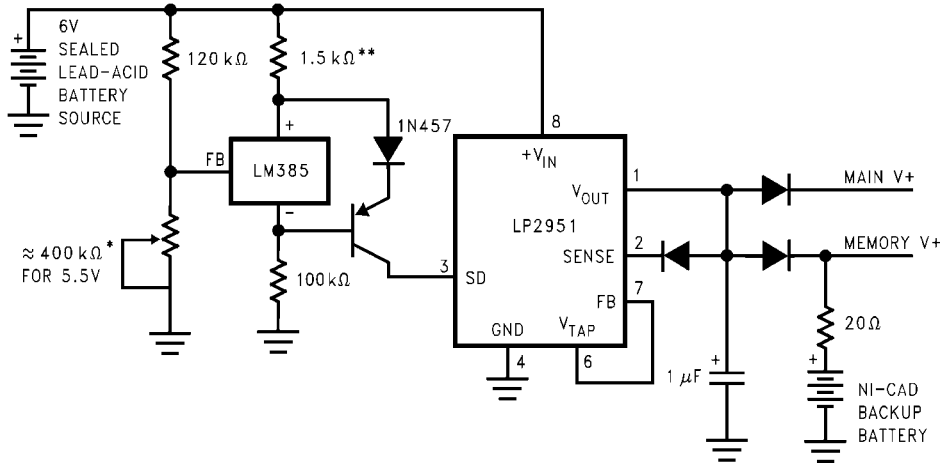 +
6V
SEALED
LEAD-ACID
BATTERY
SOURCE
120 kΩ
1.5 kΩ**
FB
+
LM385
−
1N457
≈ 400 kΩ*
FOR 5.5V
100 kΩ
3
SD
8
+VIN
VOUT
1
LP2951
SENSE
2
FB
7
GND
4
VTAP
6
MAIN V+
MEMORY V+
20Ω
+
1 μF
+
NI-CAD
BACKUP
BATTERY